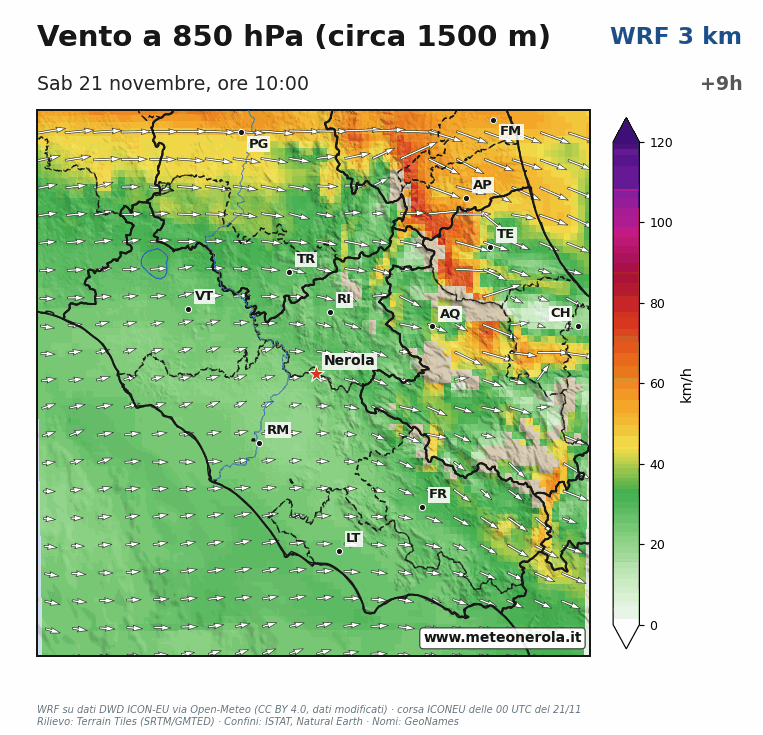 Vento a 850 hPa (circa 1500 m)
WRF 3 km
Sab 21 novembre, ore 10:00
+9h
PG
FM
AP
TE
TR
VT
RI
AQ
CH
Nerola
RM
FR
LT
www.meteonerola.it
120
100
80
60
40
20
0
km/h
WRF su dati DWD ICON-EU via Open-Meteo (CC BY 4.0, dati modificati) · corsa ICONEU delle 00 UTC del 21/11
Rilievo: Terrain Tiles (SRTM/GMTED) · Confini: ISTAT, Natural Earth · Nomi: GeoNames